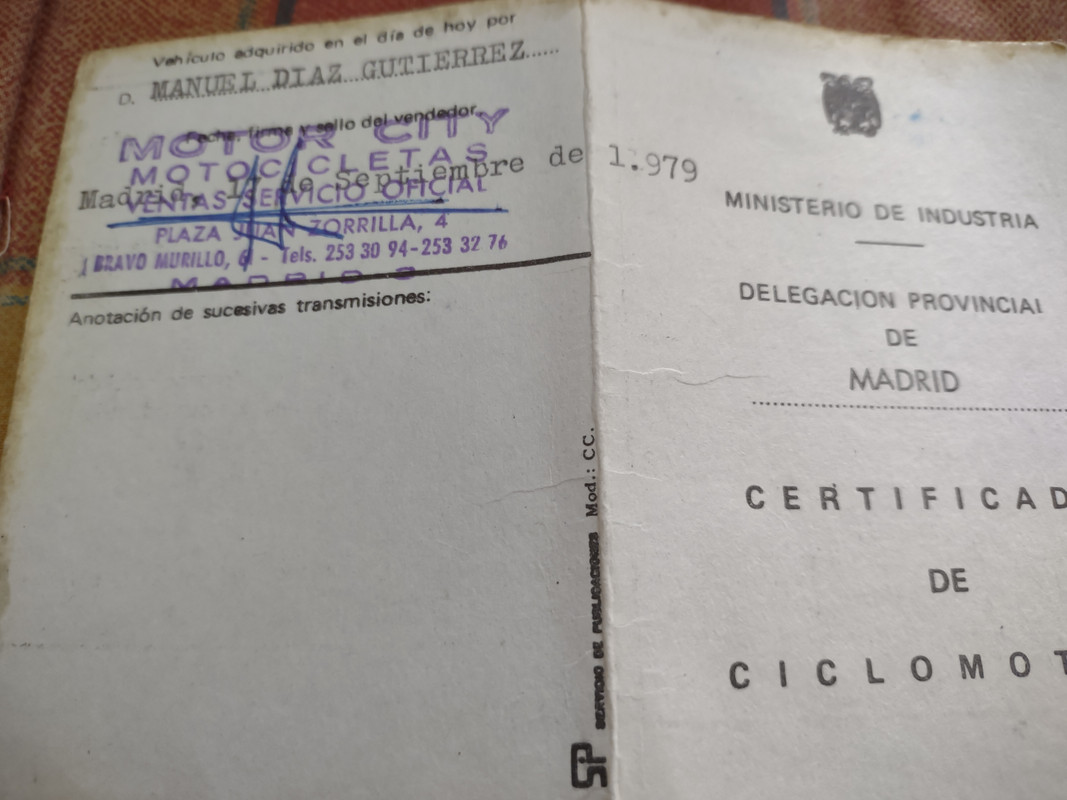 Vehículo adquirido en el día de hoy por
D. MANUEL DIAZ GUTIERREZ
Fecha, firma y sello del vendedor
MOTOR CITY
MOTOCICLETAS
Madrid, de Septiembre de 1.979
VENTAS-SERVICIO OFICIAL
PLAZA JUAN ZORRILLA, 4
BRAVO MURILLO, - Tels. 253 30 94-253 32 76
MADRID
Anotación de sucesivas transmisiones:
SP SERVICIO DE PUBLICACIONES Mod.: CC.
MINISTERIO DE INDUSTRIA
DELEGACION PROVINCIAL
DE
MADRID
CERTIFICAD
DE
CICLOMOT